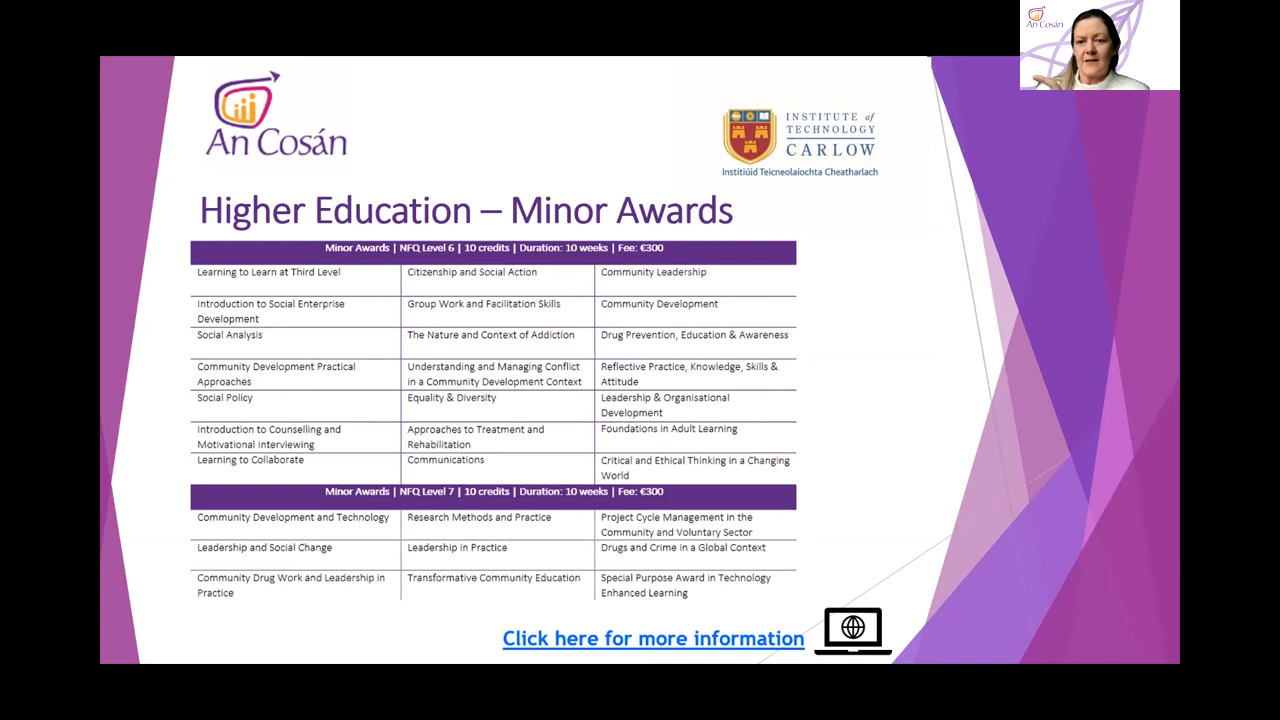 An Cosán
An Cosán
INSTITUTE of
TECHNOLOGY
CARLOW
Institiúid Teicneolaíochta Cheatharlach
Higher Education – Minor Awards
Minor Awards | NFQ Level 6 | 10 credits | Duration: 10 weeks | Fee: €300
Learning to Learn at Third Level
Citizenship and Social Action
Community Leadership
Introduction to Social Enterprise
Development
Group Work and Facilitation Skills
Community Development
Social Analysis
The Nature and Context of Addiction
Drug Prevention, Education & Awareness
Community Development Practical
Approaches
Understanding and Managing Conflict
in a Community Development Context
Reflective Practice, Knowledge, Skills &
Attitude
Social Policy
Equality & Diversity
Leadership & Organisational
Development
Introduction to Counselling and
Motivational Interviewing
Approaches to Treatment and
Rehabilitation
Foundations in Adult Learning
Learning to Collaborate
Communications
Critical and Ethical Thinking in a Changing
World
Minor Awards | NFQ Level 7 | 10 credits | Duration: 10 weeks | Fee: €300
Community Development and Technology
Research Methods and Practice
Project Cycle Management in the
Community and Voluntary Sector
Leadership and Social Change
Leadership in Practice
Drugs and Crime in a Global Context
Community Drug Work and Leadership in
Practice
Transformative Community Education
Special Purpose Award in Technology
Enhanced Learning
Click here for more information